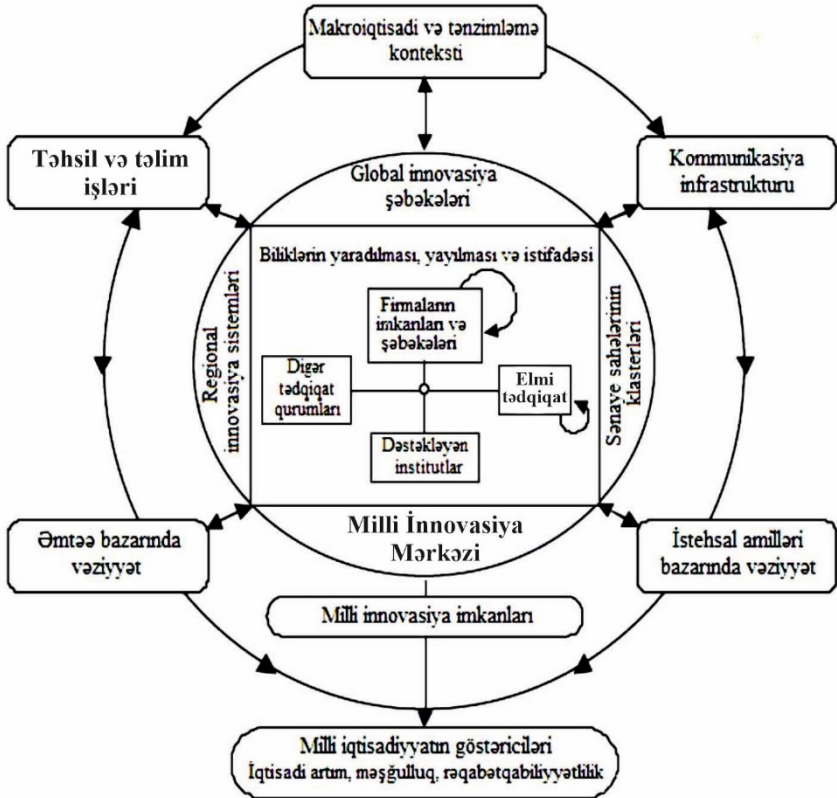 Makroiqtisadi və tənzimləmə
konteksti
Təhsil və təlim
işləri
Kommunikasiya
infrastrukturu
Global innovasiya
şəbəkələri
Biliklərin yaradılması, yayılması və istifadəsi
Regional
innovasiya sistemləri
Firmaların
imkanları və
şəbəkələri
Digər
tədqiqat
qurumları
Elmi
tədqiqat
Dəstəkləyən
institutlar
Sənaye sahələrinin
klasterləri
Milli İnnovasiya
Mərkəzi
Əmtəə bazarında
vəziyyət
İstehsal amilləri
bazarında vəziyyət
Milli innovasiya imkanları
Milli iqtisadiyyatın göstəriciləri
İqtisadi artım, məşğulluq, rəqabətqabiliyyətlilik